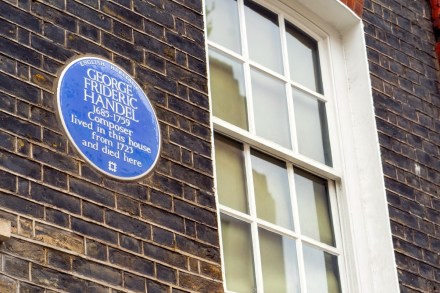 ENGLISH HERITAGE
GEORGE
FRIDERIC
HANDEL
1685-1759
Composer
lived in this house
from 1723
and died here